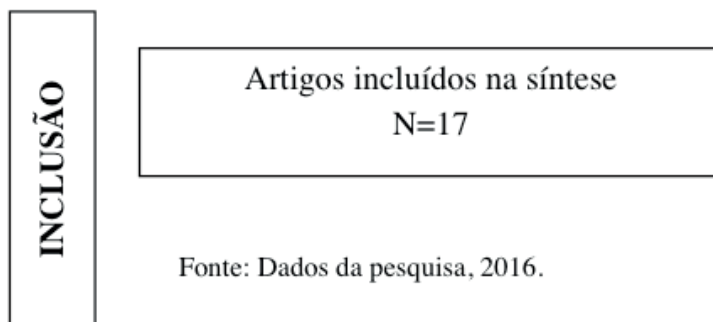 INCLUSÃO
Artigos incluídos na síntese
N=17
Fonte: Dados da pesquisa, 2016.